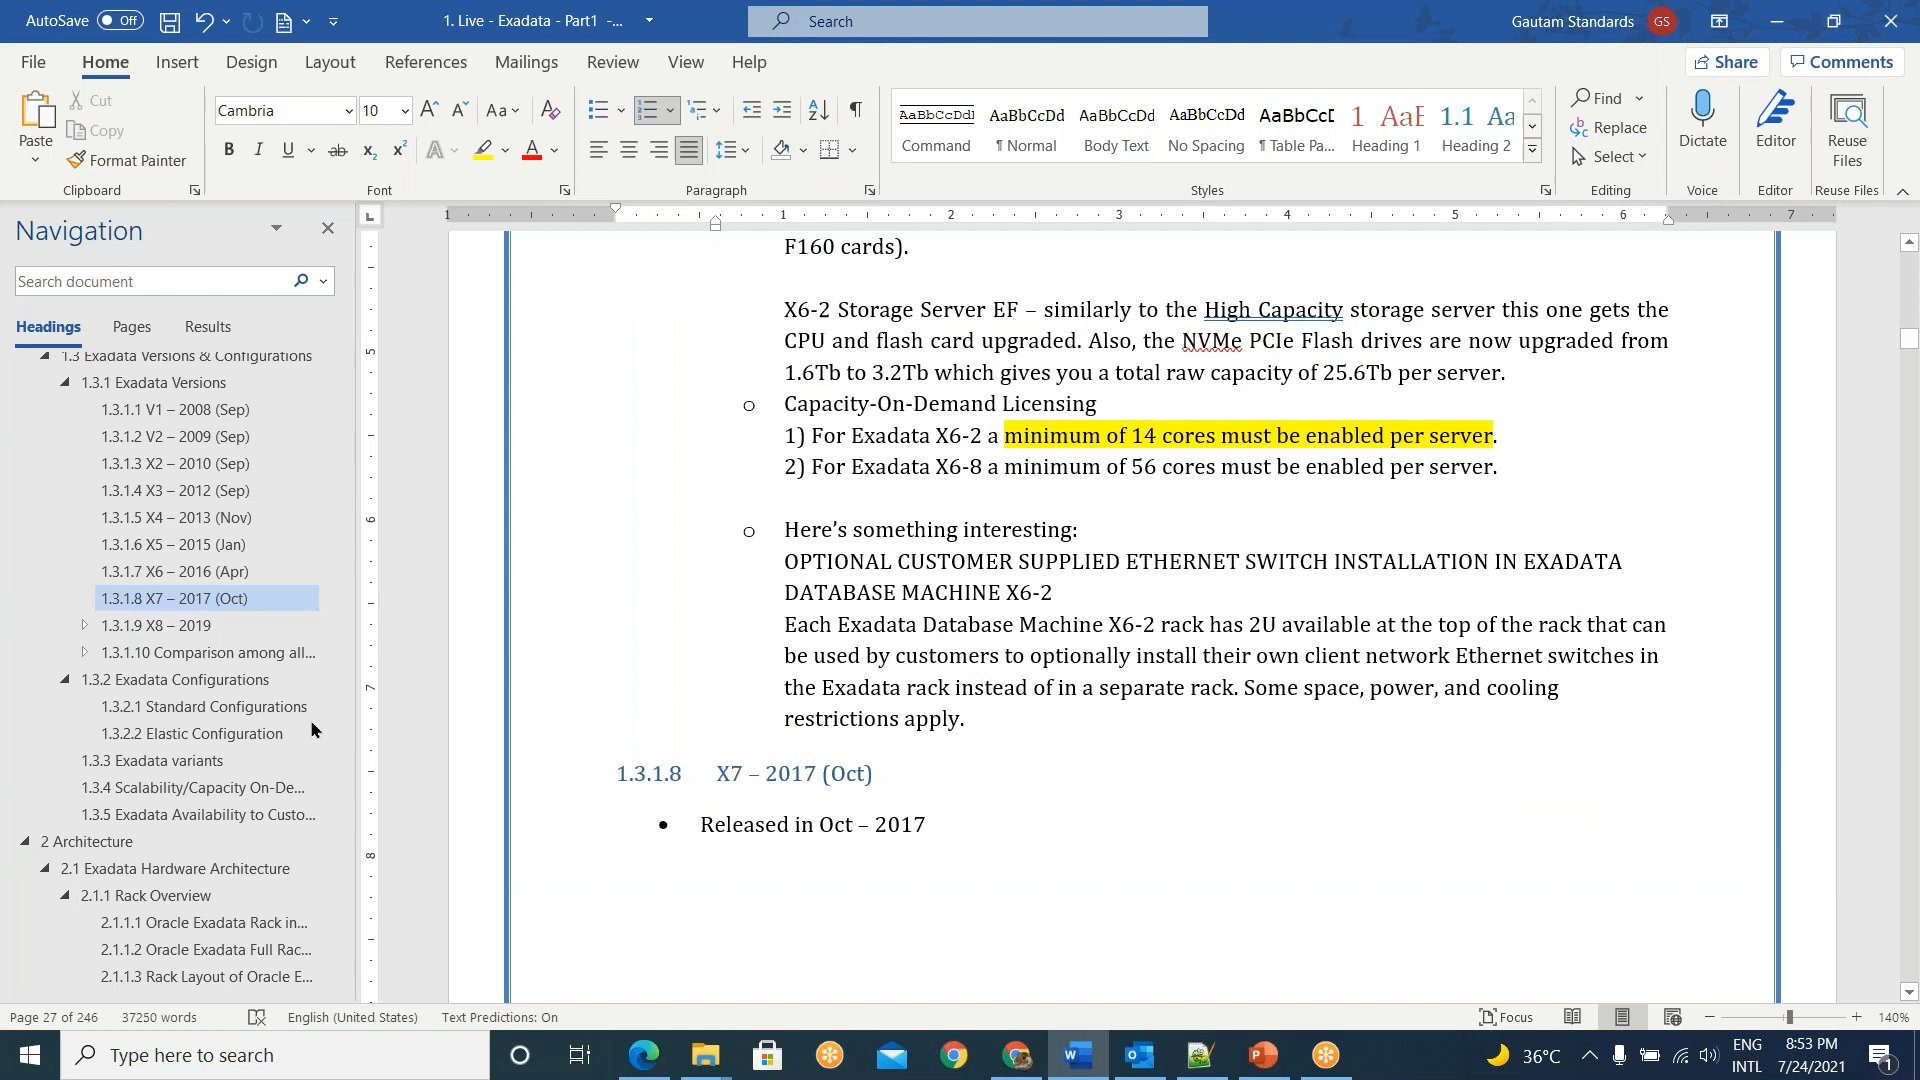 AutoSave Off
1. Live - Exadata - Part1 -...
Search
Gautam Standards GS
File Home Insert Design Layout References Mailings Review View Help
Share Comments
Paste
Cut
Copy
Format Painter
Clipboard
Cambria 10
Font
Paragraph
AaBbCcDdI AaBbCcDd AaBbCcDd AaBbCcDd AaBbCcD 1 AaB 1.1 Aa
Command ¶ Normal Body Text No Spacing ¶ Table Pa... Heading 1 Heading 2
Styles
Find
Replace
Select
Editing
Dictate
Voice
Editor
Editor
Reuse
Files
Reuse Files
Navigation
Search document
Headings Pages Results
1.3 Exadata Versions & Configurations
1.3.1 Exadata Versions
1.3.1.1 V1 – 2008 (Sep)
1.3.1.2 V2 – 2009 (Sep)
1.3.1.3 X2 – 2010 (Sep)
1.3.1.4 X3 – 2012 (Sep)
1.3.1.5 X4 – 2013 (Nov)
1.3.1.6 X5 – 2015 (Jan)
1.3.1.7 X6 – 2016 (Apr)
1.3.1.8 X7 – 2017 (Oct)
1.3.1.9 X8 – 2019
1.3.1.10 Comparison among all...
1.3.2 Exadata Configurations
1.3.2.1 Standard Configurations
1.3.2.2 Elastic Configuration
1.3.3 Exadata variants
1.3.4 Scalability/Capacity On-De...
1.3.5 Exadata Availability to Custo...
2 Architecture
2.1 Exadata Hardware Architecture
2.1.1 Rack Overview
2.1.1.1 Oracle Exadata Rack in...
2.1.1.2 Oracle Exadata Full Rac...
2.1.1.3 Rack Layout of Oracle E...
1 1 2 3 4 5 6 7
5
6
7
8
F160 cards).
X6-2 Storage Server EF – similarly to the High Capacity storage server this one gets the
CPU and flash card upgraded. Also, the NVMe PCIe Flash drives are now upgraded from
1.6Tb to 3.2Tb which gives you a total raw capacity of 25.6Tb per server.
o Capacity-On-Demand Licensing
1) For Exadata X6-2 a minimum of 14 cores must be enabled per server.
2) For Exadata X6-8 a minimum of 56 cores must be enabled per server.
o Here’s something interesting:
OPTIONAL CUSTOMER SUPPLIED ETHERNET SWITCH INSTALLATION IN EXADATA
DATABASE MACHINE X6-2
Each Exadata Database Machine X6-2 rack has 2U available at the top of the rack that can
be used by customers to optionally install their own client network Ethernet switches in
the Exadata rack instead of in a separate rack. Some space, power, and cooling
restrictions apply.
1.3.1.8 X7 – 2017 (Oct)
• Released in Oct – 2017
Page 27 of 246 37250 words English (United States) Text Predictions: On
Focus 140%
Type here to search
36°C
ENG
INTL
8:53 PM
7/24/2021
1